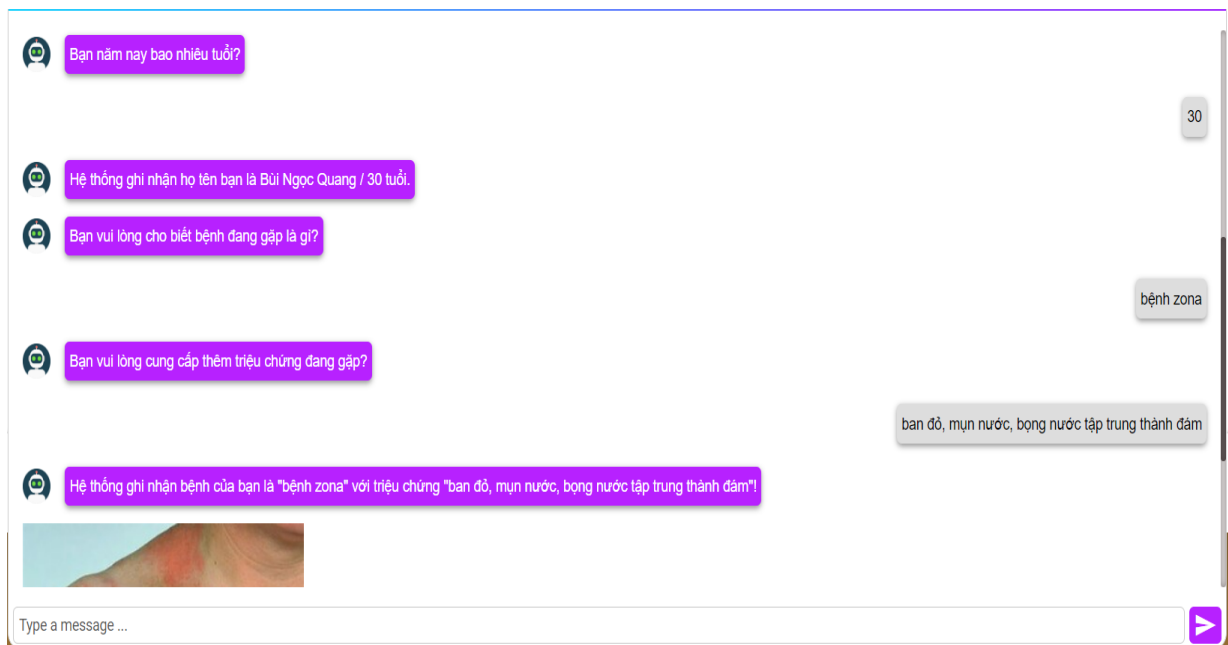 Bạn năm nay bao nhiêu tuổi?
30
Hệ thống ghi nhận họ tên bạn là Bùi Ngọc Quang / 30 tuổi.
Bạn vui lòng cho biết bệnh đang gặp là gì?
bệnh zona
Bạn vui lòng cung cấp thêm triệu chứng đang gặp?
ban đỏ, mụn nước, bọng nước tập trung thành đám
Hệ thống ghi nhận bệnh của bạn là "bệnh zona" với triệu chứng "ban đỏ, mụn nước, bọng nước tập trung thành đám"!
Type a message ...